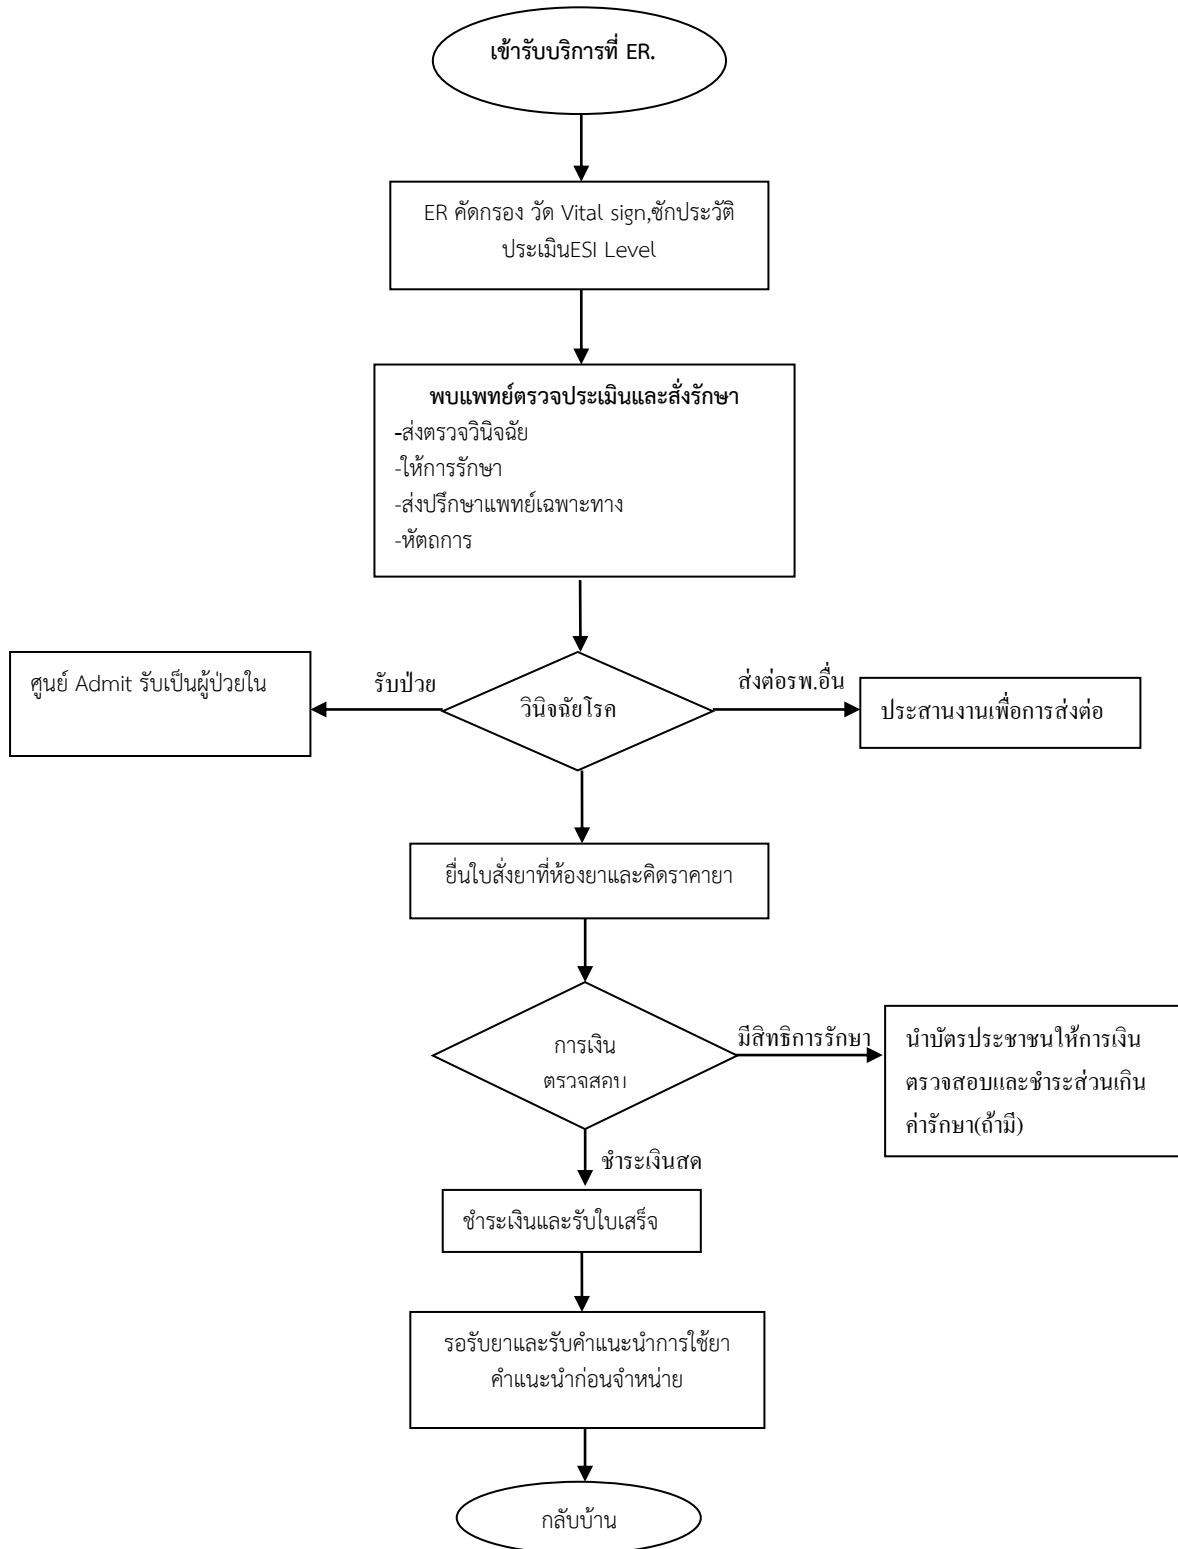 เข้ารับบริการที่ ER.
ER คัดกรอง วัด Vital sign,ซักประวัติ
ประเมินESI Level
พบแพทย์ตรวจประเมินและสั่งรักษา
-ส่งตรวจวินิจฉัย
-ให้การรักษา
-ส่งปรึกษาแพทย์เฉพาะทาง
-หัตถการ
ศูนย์ Admit รับเป็นผู้ป่วยใน
รับป่วย
วินิจฉัยโรค
ส่งต่อรพ.อื่น
ประสานงานเพื่อการส่งต่อ
ยื่นใบสั่งยาที่ห้องยาและคิดราคายา
การเงิน
ตรวจสอบ
มีสิทธิการรักษา
นำบัตรประชาชนให้การเงิน
ตรวจสอบและชำระส่วนเกิน
ค่ารักษา(ถ้ามี)
ชำระเงินสด
ชำระเงินและรับใบเสร็จ
รอรับยาและรับคำแนะนำการใช้ยา
คำแนะนำก่อนจำหน่าย
กลับบ้าน